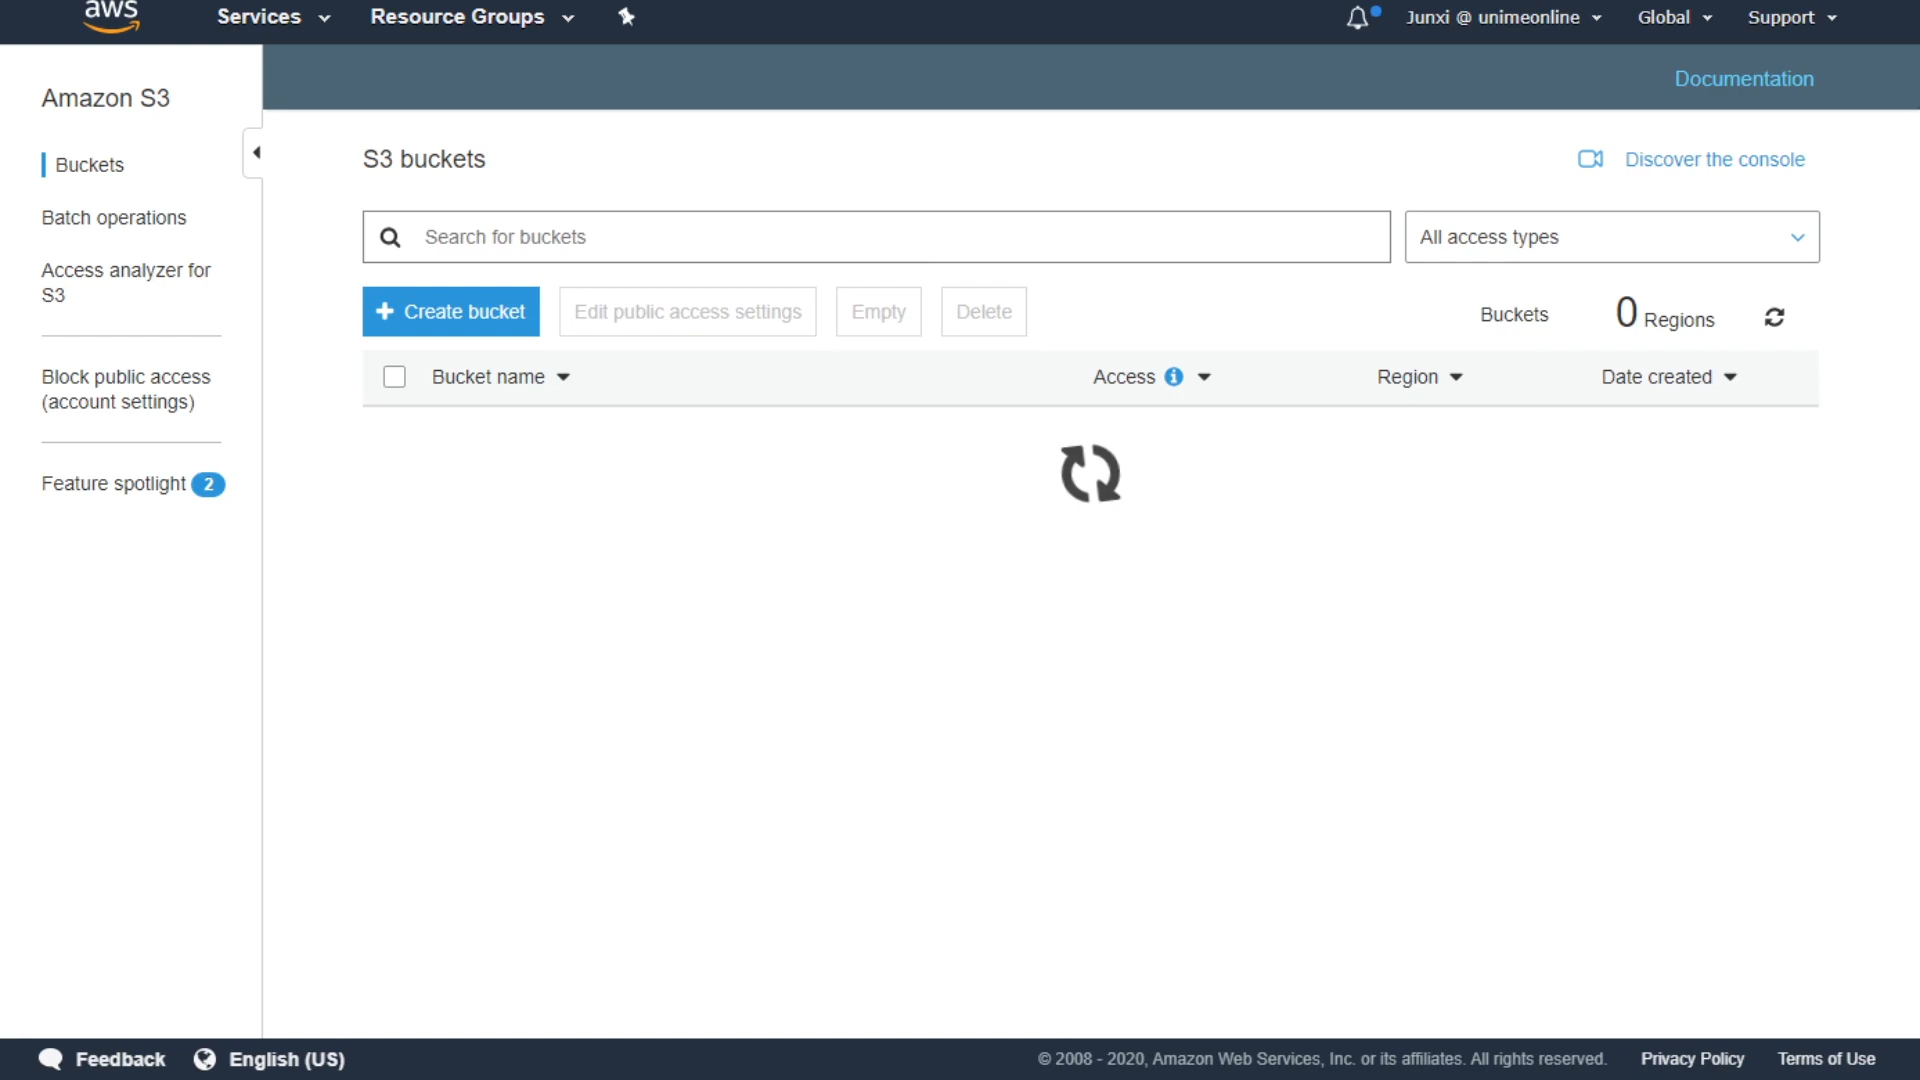 aws Services Resource Groups Junxi @ unimeonline Global Support
Documentation
Amazon S3
Buckets
Batch operations
Access analyzer for
S3
Block public access
(account settings)
Feature spotlight 2
S3 buckets
Discover the console
Search for buckets
All access types
Create bucket
Edit public access settings
Empty
Delete
Buckets
0 Regions
Bucket name
Access
Region
Date created
Feedback
English (US)
© 2008 - 2020, Amazon Web Services, Inc. or its affiliates. All rights reserved.
Privacy Policy
Terms of Use